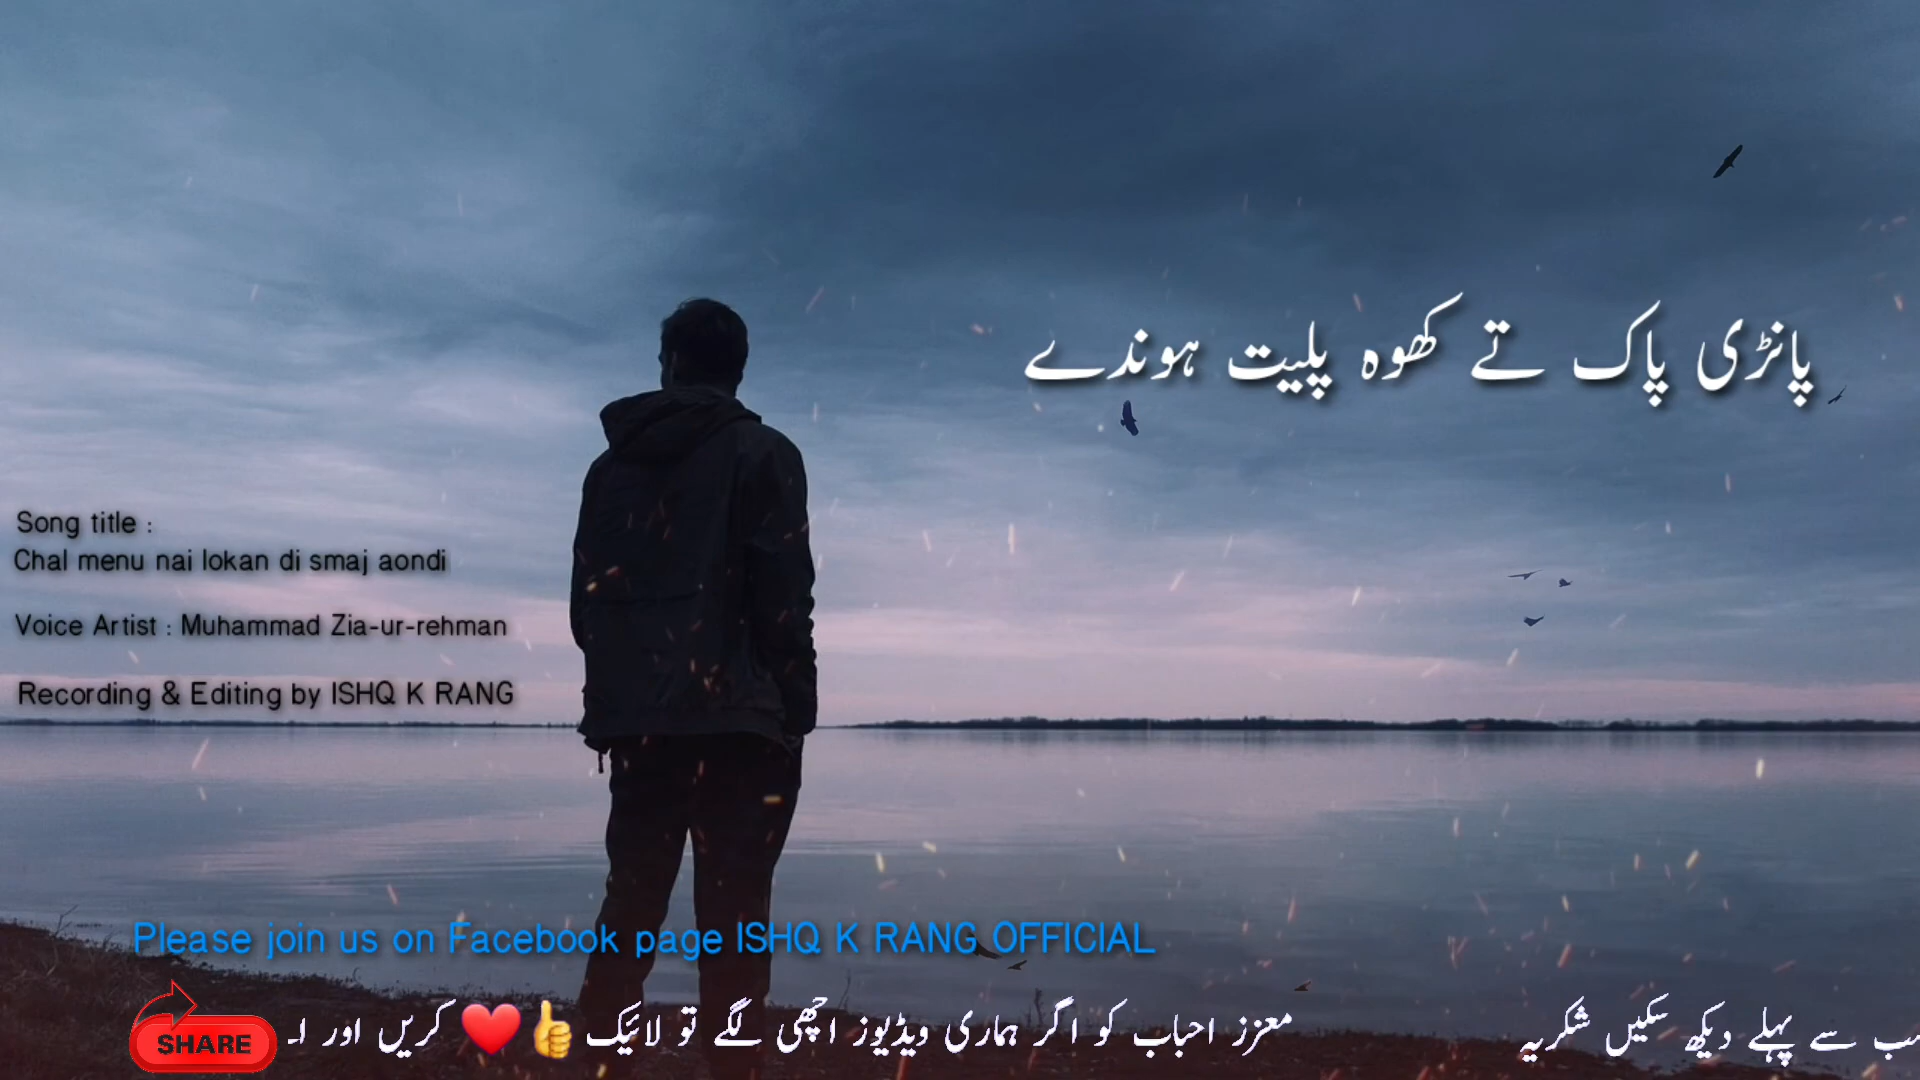 پانڑی پاک تے کھوہ پلیت ہوندے
Song title :
Chal menu nai lokan di smaj aondi
Voice Artist : Muhammad Zia-ur-rehman
Recording & Editing by ISHQ K RANG
Please join us on Facebook page ISHQ K RANG OFFICIAL
سے پہلے دیکھ سکیں شکریہ معزز احباب کو اگر ہماری ویڈیوز اچھی لگے تو لائیک 👍❤️ کریں اور
SHARE